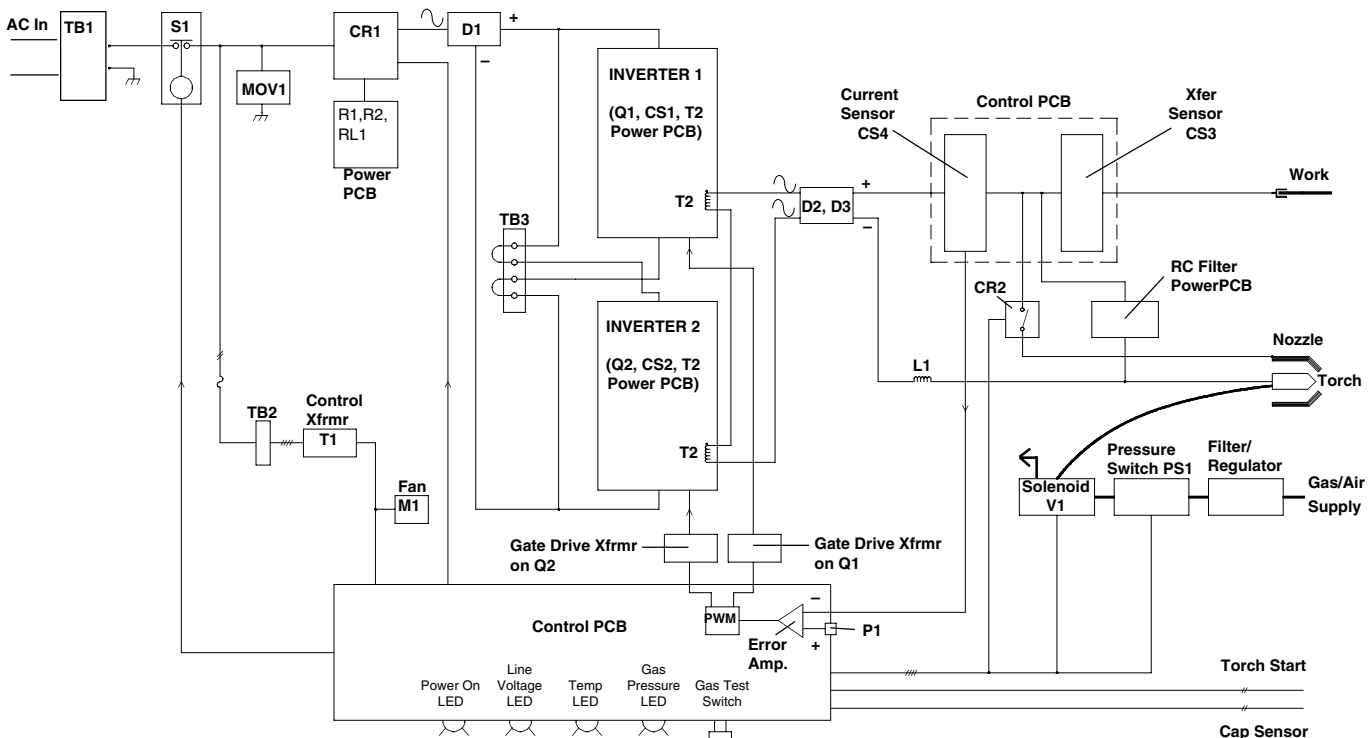 AC In
TB1
S1
MOV1
CR1
R1,R2,
RL1
Power
PCB
D1
+
–
INVERTER 1
(Q1, CS1, T2
Power PCB)
T2
TB3
INVERTER 2
(Q2, CS2, T2
Power PCB)
T2
D2, D3
+
–
Current
Sensor
CS4
Control PCB
Xfer
Sensor
CS3
Work
RC Filter
PowerPCB
CR2
L1
Nozzle
Torch
TB2
Control
Xfrmr
T1
Fan
M1
Solenoid
V1
Pressure
Switch PS1
Filter/
Regulator
Gas/Air
Supply
Gate Drive Xfrmr
on Q2
Gate Drive Xfrmr
on Q1
Control PCB
PWM
–
+
Error
Amp.
P1
Power On
LED
Line
Voltage
LED
Temp
LED
Gas
Pressure
LED
Gas Test
Switch
Torch Start
Cap Sensor